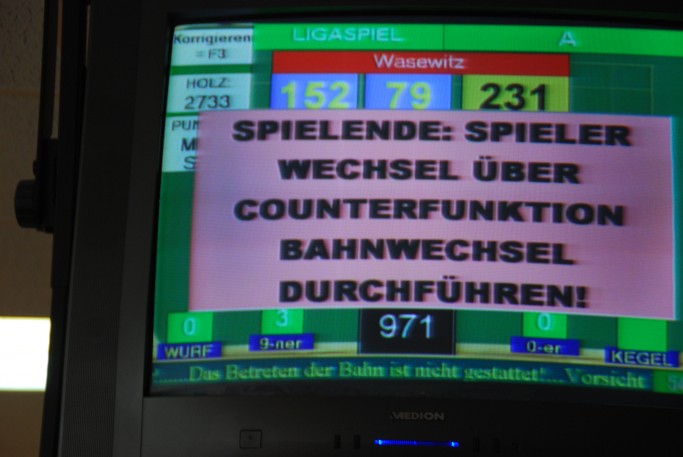 Korrigieren LIGASPIEL A
= F3
Wasewitz
HOLZ:
2733 152 79 231
PUN
M
S
SPIELENDE: SPIELER
WECHSEL ÜBER
COUNTERFUNKTION
BAHNWECHSEL
DURCHFÜHREN!
0 3 971 0
WURF 9-ner 0-er KEGEL
......Das Betreten der Bahn ist nicht gestattet!...Vorsicht
MEDION